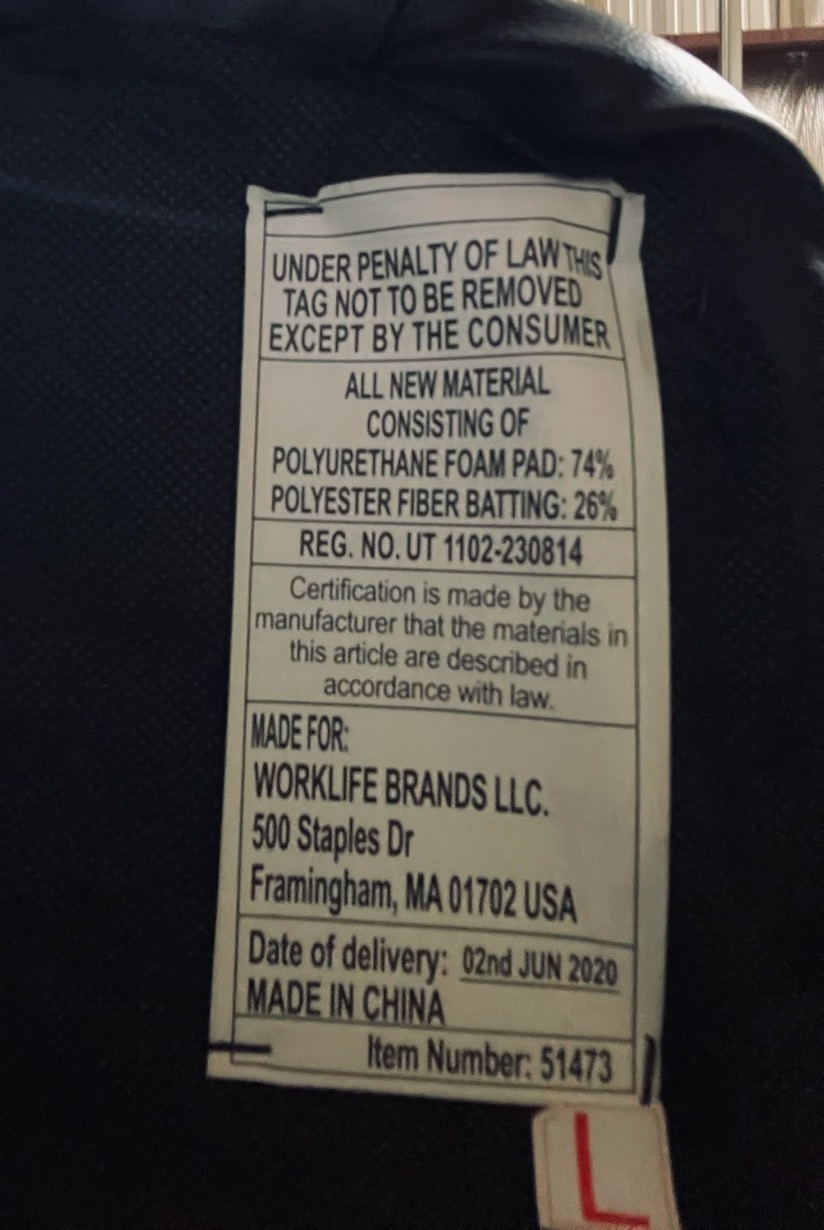 UNDER PENALTY OF LAW THIS
TAG NOT TO BE REMOVED
EXCEPT BY THE CONSUMER
ALL NEW MATERIAL
CONSISTING OF
POLYURETHANE FOAM PAD: 74%
POLYESTER FIBER BATTING: 26%
REG. NO. UT 1102-230814
Certification is made by the
manufacturer that the materials in
this article are described in
accordance with law.
MADE FOR:
WORKLIFE BRANDS LLC.
500 Staples Dr
Framingham, MA 01702 USA
Date of delivery: 02nd JUN 2020
MADE IN CHINA
Item Number: 51473
L